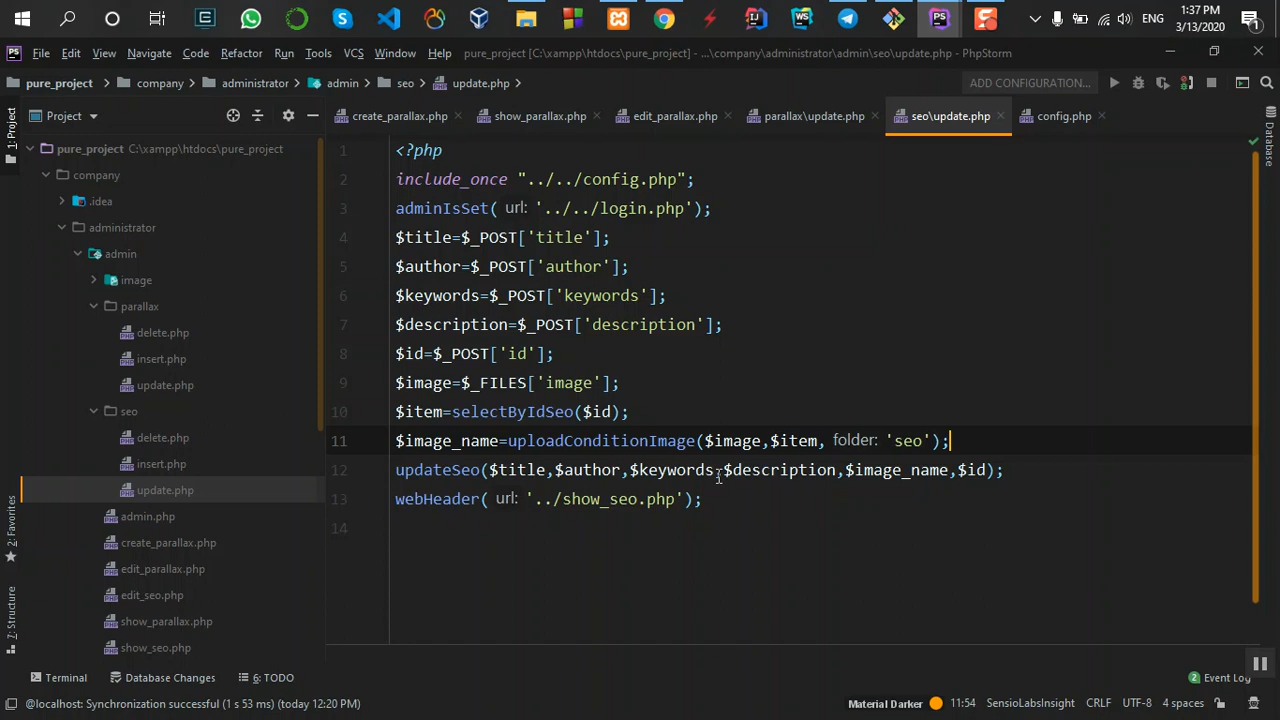 ENG
1:37 PM
3/13/2020
1
PS
File Edit View Navigate Code Refactor Run Tools VCS Window Help pure_project [C:\xampp\htdocs\pure_project] - ...\company\administrator\admin\seo\update.php - PhpStorm
pure_project company administrator admin seo update.php ADD CONFIGURATION...
Project
create_parallax.php show_parallax.php edit_parallax.php parallax\update.php seo\update.php config.php
1: Project
Database
pure_project C:\xampp\htdocs\pure_project
company
.idea
administrator
admin
image
parallax
delete.php
insert.php
update.php
seo
delete.php
insert.php
update.php
admin.php
create_parallax.php
edit_parallax.php
edit_seo.php
show_parallax.php
show_seo.php
2: Favorites
Z: Structure
1 <?php
2 include_once "../../config.php";
3 adminIsSet( url: '../../login.php');
4 $title=$_POST['title'];
5 $author=$_POST['author'];
6 $keywords=$_POST['keywords'];
7 $description=$_POST['description'];
8 $id=$_POST['id'];
9 $image=$_FILES['image'];
10 $item=selectByIdSeo($id);
11 $image_name=uploadConditionImage($image,$item, folder: 'seo');
12 updateSeo($title,$author,$keywords,$description,$image_name,$id);
13 webHeader( url: '../show_seo.php');
14
Terminal Database Changes 6: TODO 2 Event Log
@localhost: Synchronization successful (1 s 53 ms) (today 12:20 PM) Material Darker 11:54 SensioLabsInsight CRLF UTF-8 4 spaces